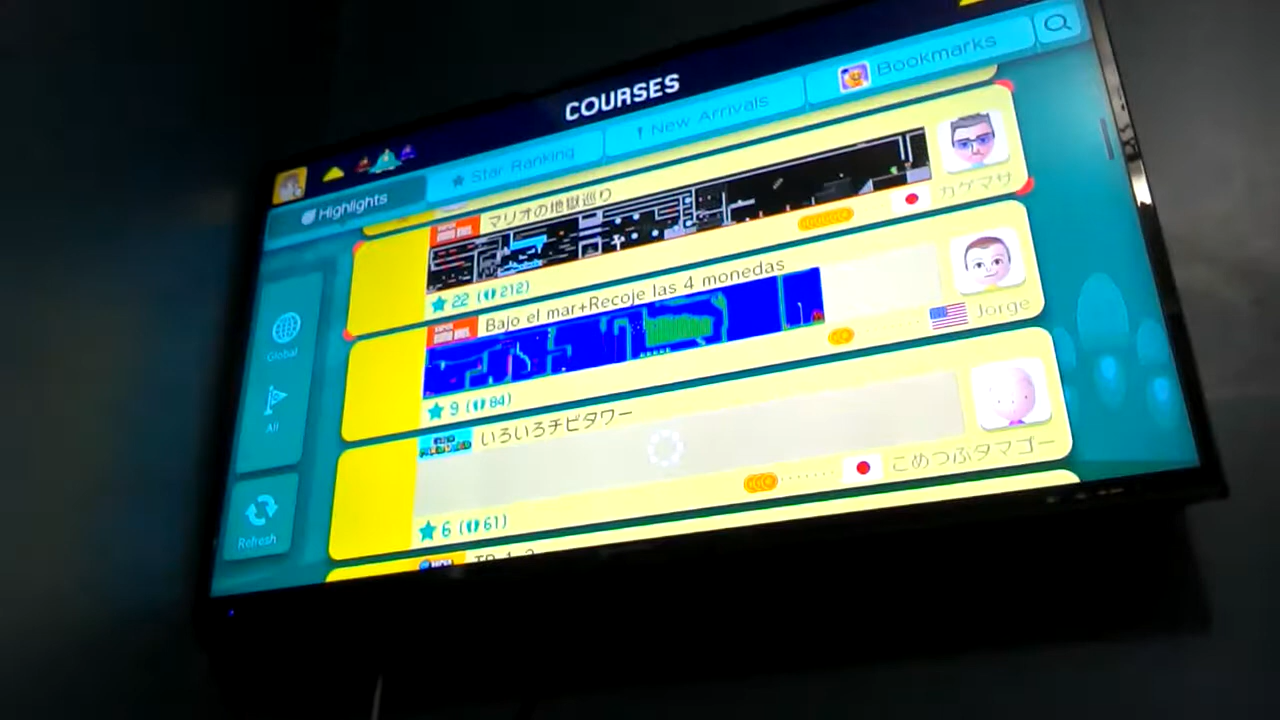 COURSES
Highlights
Star Ranking
New Arrivals
Bookmarks
マリオの地獄巡り
22 (212)
カゲマサ
Bajo el mar+Recoje las 4 monedas
9 (84)
Jorge
いろいろチビタワー
6 (61)
こめつぶタマゴー
Global
All
Refresh